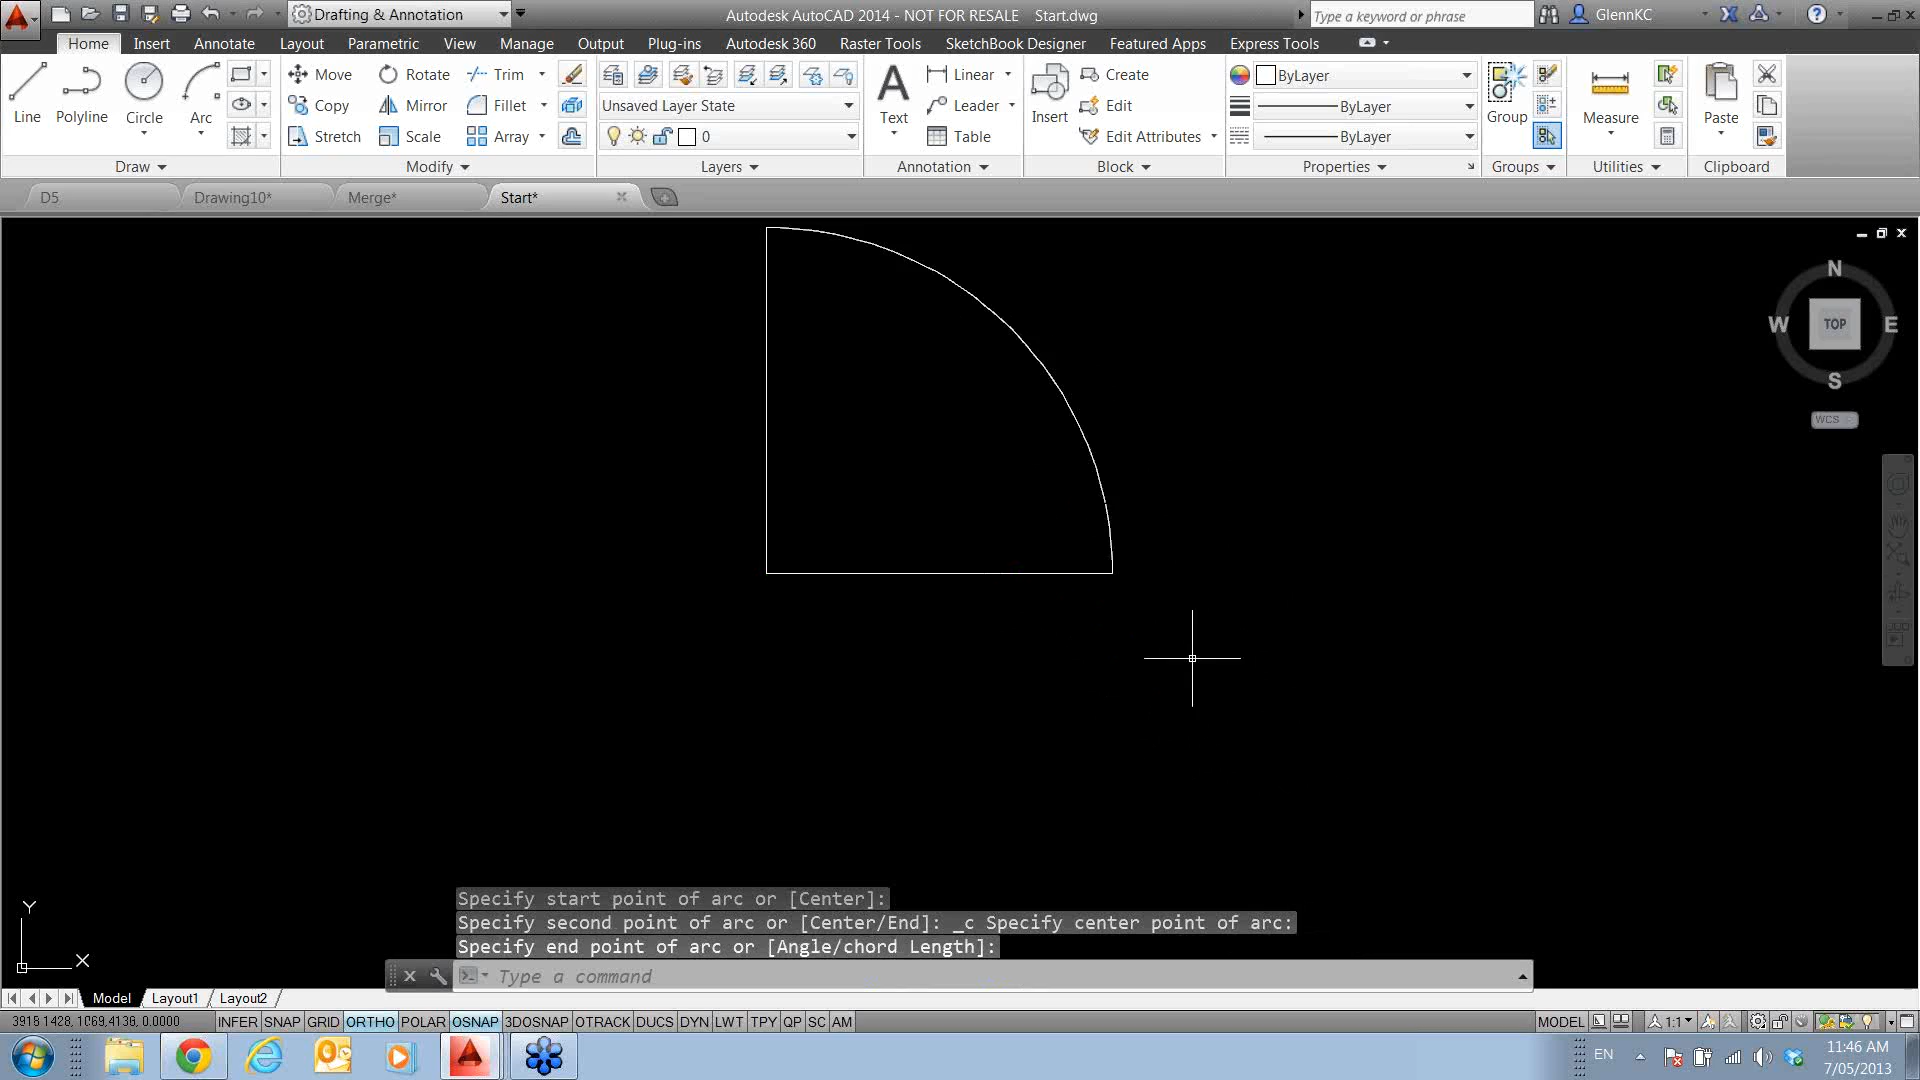 Drafting & Annotation
Autodesk AutoCAD 2014 - NOT FOR RESALE Start.dwg
Type a keyword or phrase
GlennKC
Home Insert Annotate Layout Parametric View Manage Output Plug-ins Autodesk 360 Raster Tools SketchBook Designer Featured Apps Express Tools
Line
Polyline
Circle
Arc
Move Rotate Trim
Copy Mirror Fillet
Stretch Scale Array
Unsaved Layer State
0
Text
Linear
Leader
Table
Insert
Create
Edit
Edit Attributes
ByLayer
ByLayer
ByLayer
Group
Measure
Paste
Draw Modify Layers Annotation Block Properties Groups Utilities Clipboard
D5 Drawing10* Merge* Start*
N
W TOP E
S
WCS
Y
X
Specify start point of arc or [Center]:
Specify second point of arc or [Center/End]: _c Specify center point of arc:
Specify end point of arc or [Angle/chord Length]:
Type a command
Model Layout1 Layout2
3918.1428, 1069.4136, 0.0000 INFER SNAP GRID ORTHO POLAR OSNAP 3DOSNAP OTRACK DUCS DYN LWT TPY QP SC AM MODEL 1:1
EN
11:46 AM
7/05/2013